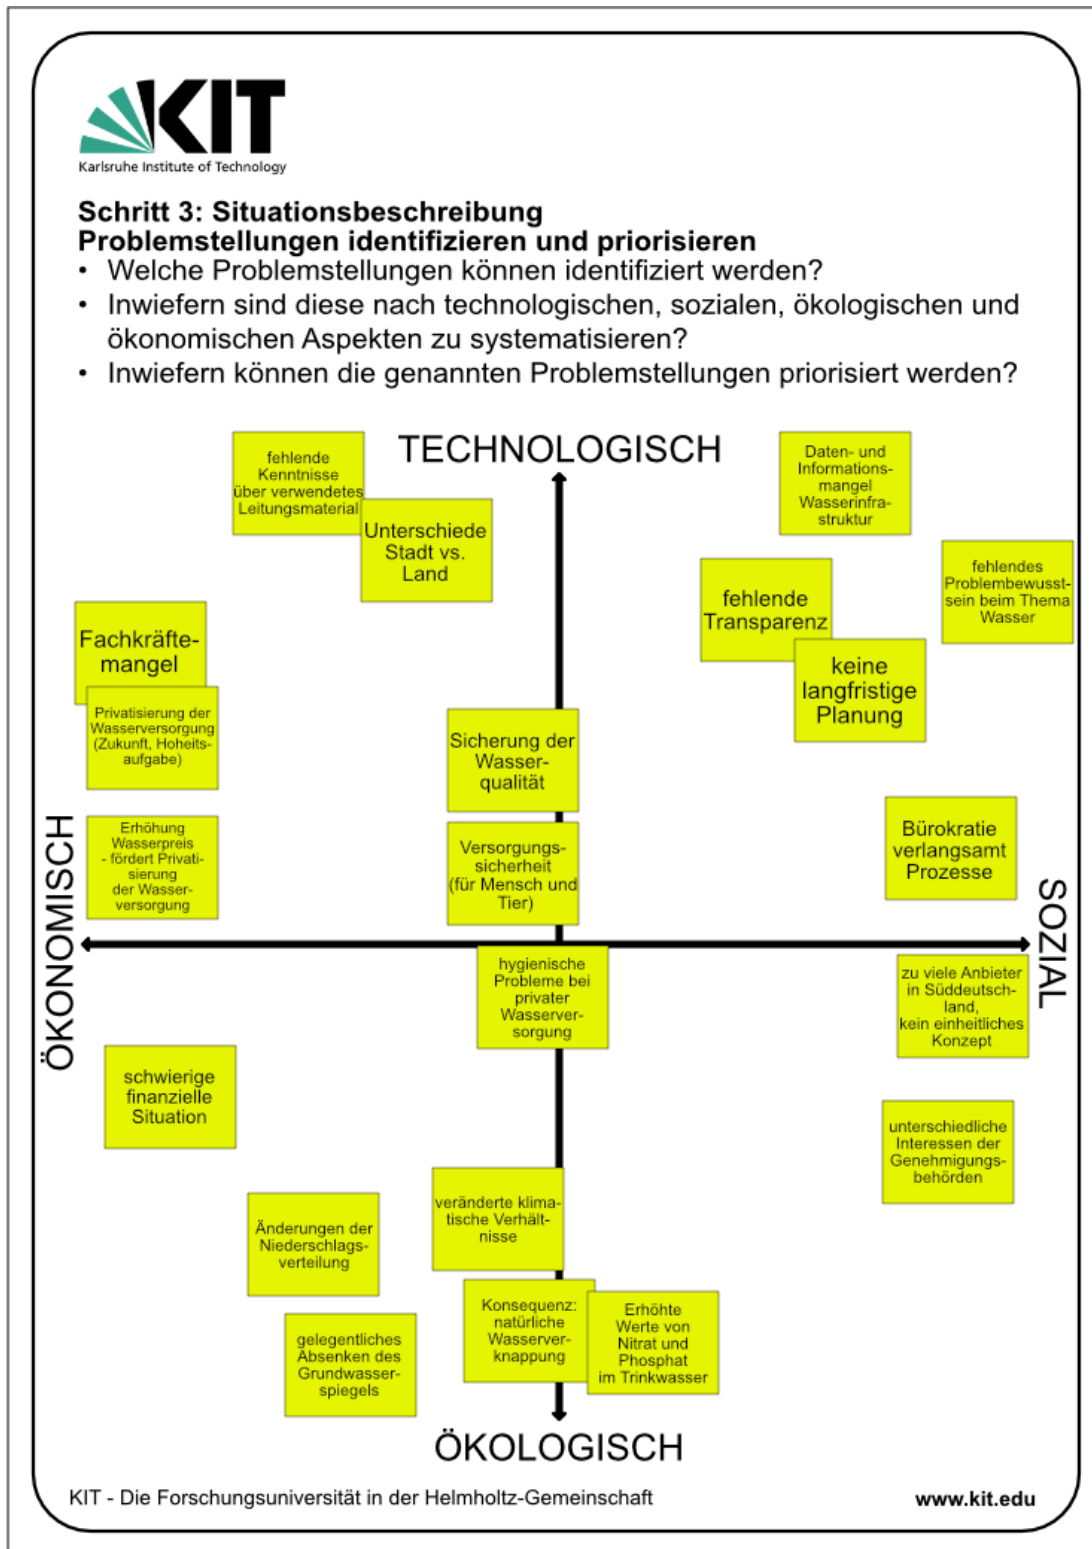 KIT
Karlsruhe Institute of Technology
Schritt 3: Situationsbeschreibung
Problemstellungen identifizieren und priorisieren
• Welche Problemstellungen können identifiziert werden?
• Inwiefern sind diese nach technologischen, sozialen, ökologischen und
ökonomischen Aspekten zu systematisieren?
• Inwiefern können die genannten Problemstellungen priorisiert werden?
TECHNOLOGISCH
fehlende
Kenntnisse
über verwendetes
Leitungsmaterial
Unterschiede
Stadt vs.
Land
Daten- und
Informations-
mangel
Wasserinfra-
struktur
fehlendes
Problembewusst-
sein beim Thema
Wasser
fehlende
Transparenz
keine
langfristige
Planung
Fachkräfte-
mangel
Privatisierung der
Wasserversorgung
(Zukunft, Hoheits-
aufgabe)
Sicherung der
Wasser-
qualität
Erhöhung
Wasserpreis
- fördert Privati-
sierung
der Wasser-
versorgung
Versorgungs-
sicherheit
(für Mensch und
Tier)
Bürokratie
verlangsamt
Prozesse
ÖKONOMISCH
SOZIAL
hygienische
Probleme bei
privater
Wasserver-
sorgung
zu viele Anbieter
in Süddeutsch-
land,
kein einheitliches
Konzept
schwierige
finanzielle
Situation
unterschiedliche
Interessen der
Genehmigungs-
behörden
Änderungen der
Niederschlags-
verteilung
veränderte klima-
tische Verhält-
nisse
gelegentliches
Absenken des
Grundwasser-
spiegels
Konsequenz:
natürliche
Wasserver-
knappung
Erhöhte
Werte von
Nitrat und
Phosphat
im Trinkwasser
ÖKOLOGISCH
KIT - Die Forschungsuniversität in der Helmholtz-Gemeinschaft
www.kit.edu